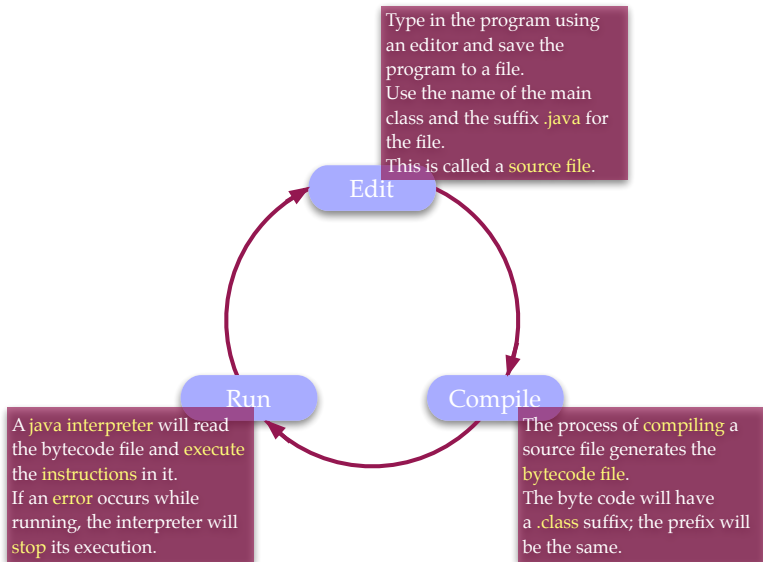 Type in the program using
an editor and save the
program to a file.
Use the name of the main
class and the suffix .java for
the file.
This is called a source file.
Edit
Run
Compile
A java interpreter will read
the bytecode file and execute
the instructions in it.
If an error occurs while
running, the interpreter will
stop its execution.
The process of compiling a
source file generates the
bytecode file.
The byte code will have
a .class suffix; the prefix will
be the same.